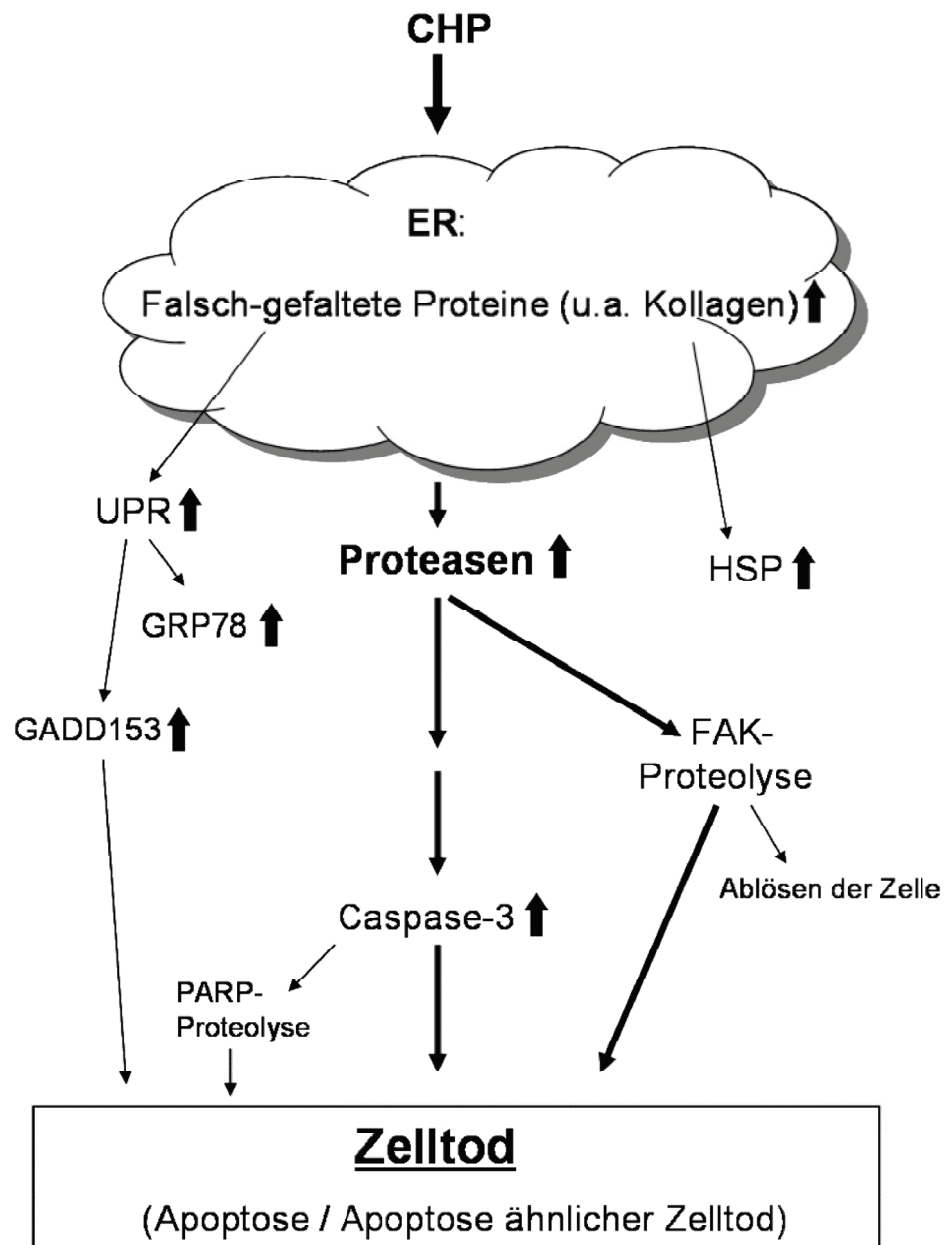 CHP
ER:
Falsch-gefaltete Proteine (u.a. Kollagen)
UPR
Proteasen
HSP
GRP78
GADD153
FAK-
Proteolyse
Ablösen der Zelle
Caspase-3
PARP-
Proteolyse
Zelltod
(Apoptose / Apoptose ähnlicher Zelltod)